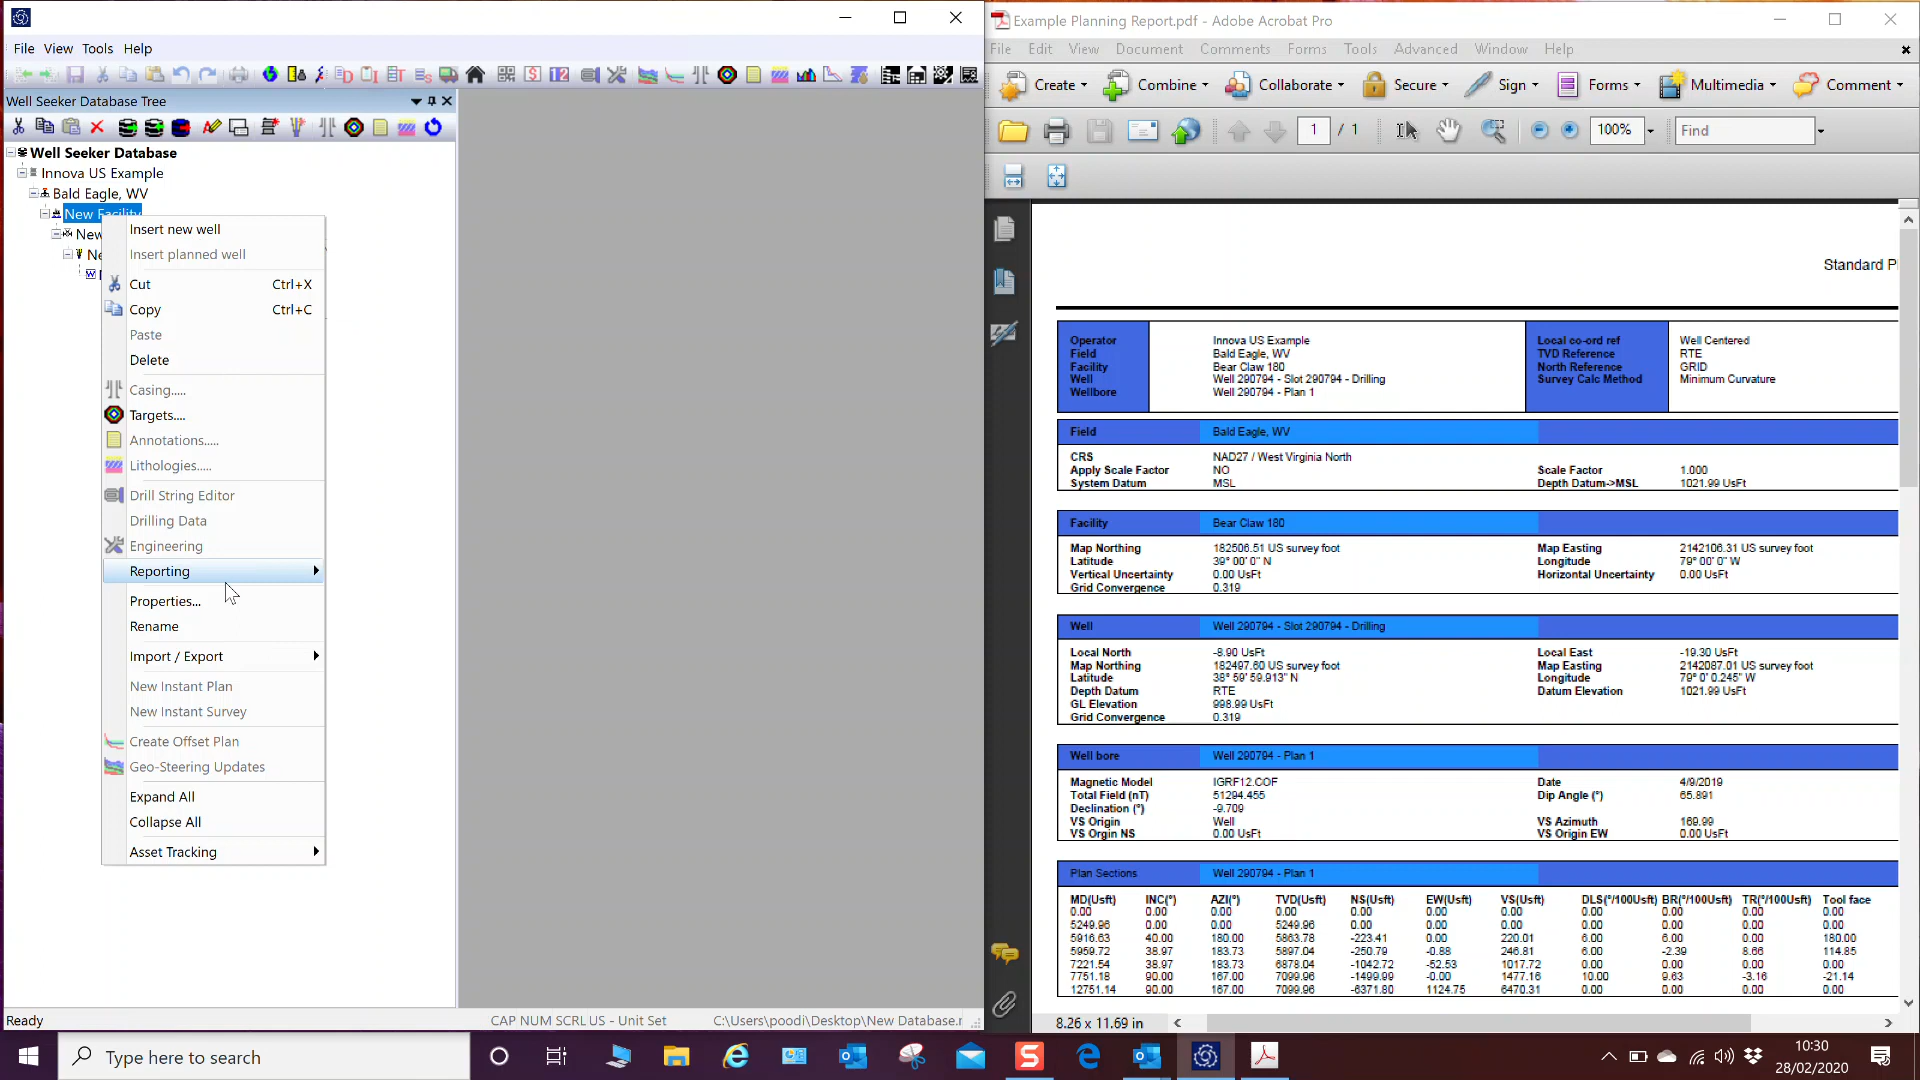 File View Tools Help
Well Seeker Database Tree
Well Seeker Database
Innova US Example
Bald Eagle, WV
New Facility
New
Ne
Insert new well
Insert planned well
Cut Ctrl+X
Copy Ctrl+C
Paste
Delete
Casing.....
Targets....
Annotations.....
Lithologies.....
Drill String Editor
Drilling Data
Engineering
Reporting
Properties...
Rename
Import / Export
New Instant Plan
New Instant Survey
Create Offset Plan
Geo-Steering Updates
Expand All
Collapse All
Asset Tracking
Ready
CAP NUM SCRL US - Unit Set C:\Users\poodi\Desktop\New Database.
Example Planning Report.pdf - Adobe Acrobat Pro
File Edit View Document Comments Forms Tools Advanced Window Help
Create Combine Collaborate Secure Sign Forms Multimedia Comment
1 / 1 100% Find
Standard P
Operator Innova US Example Local co-ord ref Well Centered
Field Bald Eagle, WV TVD Reference RTE
Facility Bear Claw 180 North Reference GRID
Well Well 290794 - Slot 290794 - Drilling Survey Calc Method Minimum Curvature
Wellbore Well 290794 - Plan 1
Field Bald Eagle, WV
CRS NAD27 / West Virginia North
Apply Scale Factor NO Scale Factor 1.000
System Datum MSL Depth Datum->MSL 1021.99 UsFt
Facility Bear Claw 180
Map Northing 182506.51 US survey foot Map Easting 2142106.31 US survey foot
Latitude 39° 00' 0" N Longitude 79° 00' 0" W
Vertical Uncertainty 0.00 UsFt Horizontal Uncertainty 0.00 UsFt
Grid Convergence 0.319
Well Well 290794 - Slot 290794 - Drilling
Local North -8.90 UsFt Local East -19.30 UsFt
Map Northing 182497.60 US survey foot Map Easting 2142087.01 US survey foot
Latitude 38° 59' 59.913" N Longitude 79° 0' 0.245" W
Depth Datum RTE Datum Elevation 1021.99 UsFt
GL Elevation 998.99 UsFt
Grid Convergence 0.319
Well bore Well 290794 - Plan 1
Magnetic Model IGRF12.COF Date 4/9/2019
Total Field (nT) 51294.455 Dip Angle (°) 65.891
Declination (°) -9.709
VS Origin Well VS Azimuth 169.99
VS Orgin NS 0.00 UsFt VS Origin EW 0.00 UsFt
Plan Sections Well 290794 - Plan 1
MD(Usft) INC(°) AZI(°) TVD(Usft) NS(Usft) EW(Usft) VS(Usft) DLS(°/100Usft) BR(°/100Usft) TR(°/100Usft) Tool face
0.00 0.00 0.00 0.00 0.00 0.00 0.00 0.00 0.00 0.00 0.00
5249.96 0.00 0.00 5249.96 0.00 0.00 0.00 0.00 0.00 0.00 0.00
5916.63 40.00 180.00 5863.78 -223.41 0.00 220.01 6.00 6.00 0.00 180.00
5959.72 38.97 183.73 5897.04 -250.79 -0.88 246.81 6.00 -2.39 8.66 114.85
7221.54 38.97 183.73 6878.04 -1042.72 -52.53 1017.72 0.00 0.00 0.00 0.00
7751.18 90.00 167.00 7099.96 -1499.99 -0.00 1477.16 10.00 9.63 -3.16 -21.14
12751.14 90.00 167.00 7099.96 -6371.80 1124.75 6470.31 0.00 0.00 0.00 0.00
8.26 x 11.69 in
Type here to search
10:30
28/02/2020